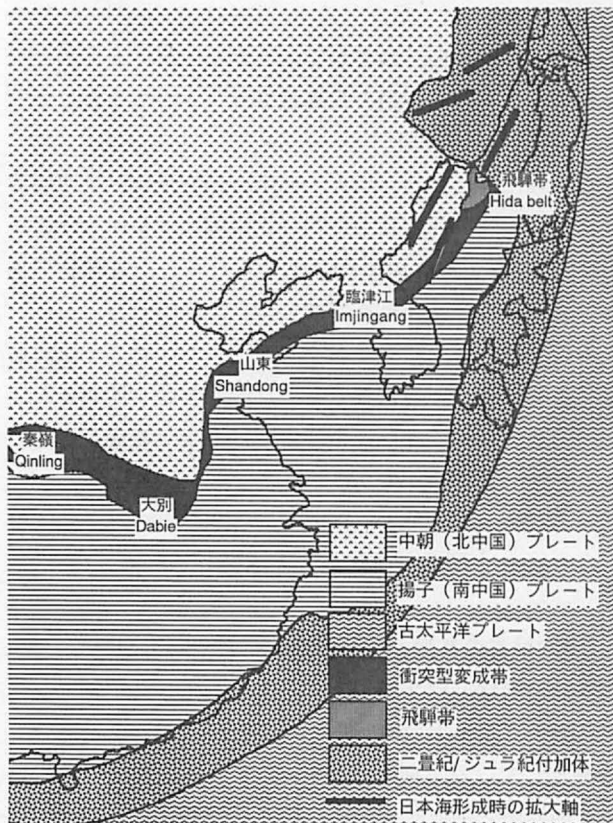 飛騨帯
Hida belt
臨津江
Imjingang
山東
Shandong
秦嶺
Qinling
大別
Dabie
中朝（北中国）プレート
揚子（南中国）プレート
古太平洋プレート
衝突型変成帯
飛騨帯
二畳紀/ジュラ紀付加体
日本海形成時の拡大軸